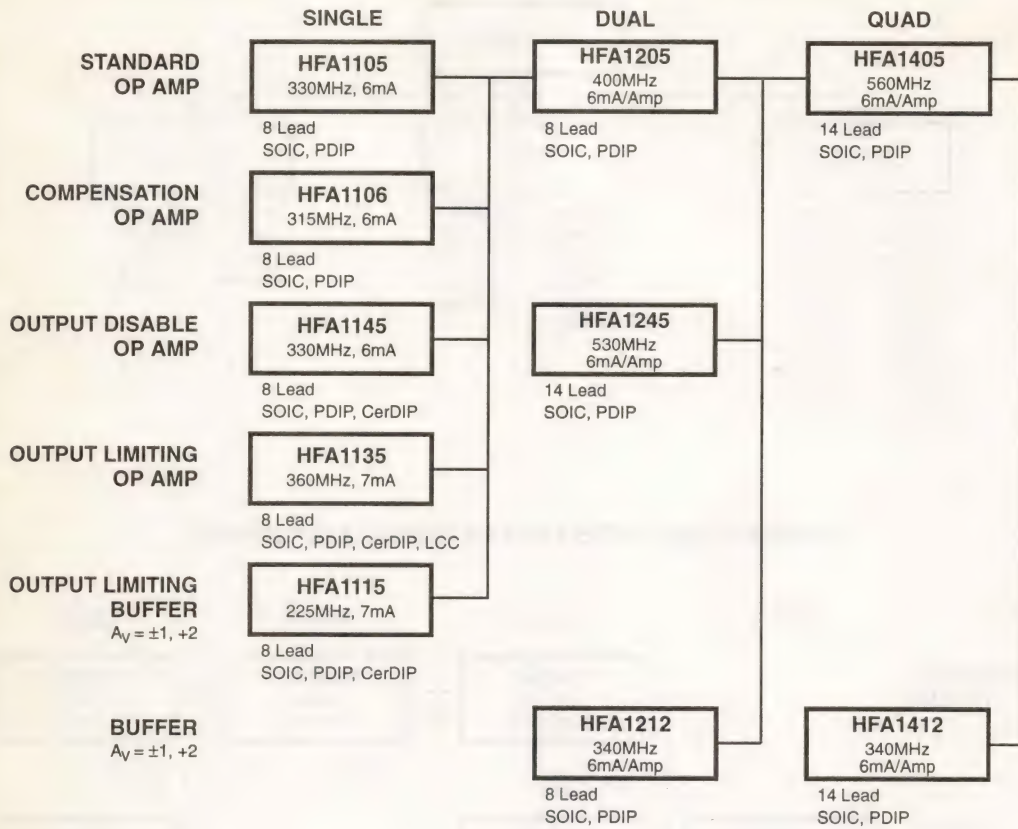 SINGLE
DUAL
QUAD
STANDARD
OP AMP
HFA1105
330MHz, 6mA
8 Lead
SOIC, PDIP
HFA1205
400MHz
6mA/Amp
8 Lead
SOIC, PDIP
HFA1405
560MHz
6mA/Amp
14 Lead
SOIC, PDIP
COMPENSATION
OP AMP
HFA1106
315MHz, 6mA
8 Lead
SOIC, PDIP
OUTPUT DISABLE
OP AMP
HFA1145
330MHz, 6mA
8 Lead
SOIC, PDIP, CerDIP
HFA1245
530MHz
6mA/Amp
14 Lead
SOIC, PDIP
OUTPUT LIMITING
OP AMP
HFA1135
360MHz, 7mA
8 Lead
SOIC, PDIP, CerDIP, LCC
OUTPUT LIMITING
BUFFER
AV = ±1, +2
HFA1115
225MHz, 7mA
8 Lead
SOIC, PDIP, CerDIP
BUFFER
AV = ±1, +2
HFA1212
340MHz
6mA/Amp
8 Lead
SOIC, PDIP
HFA1412
340MHz
6mA/Amp
14 Lead
SOIC, PDIP